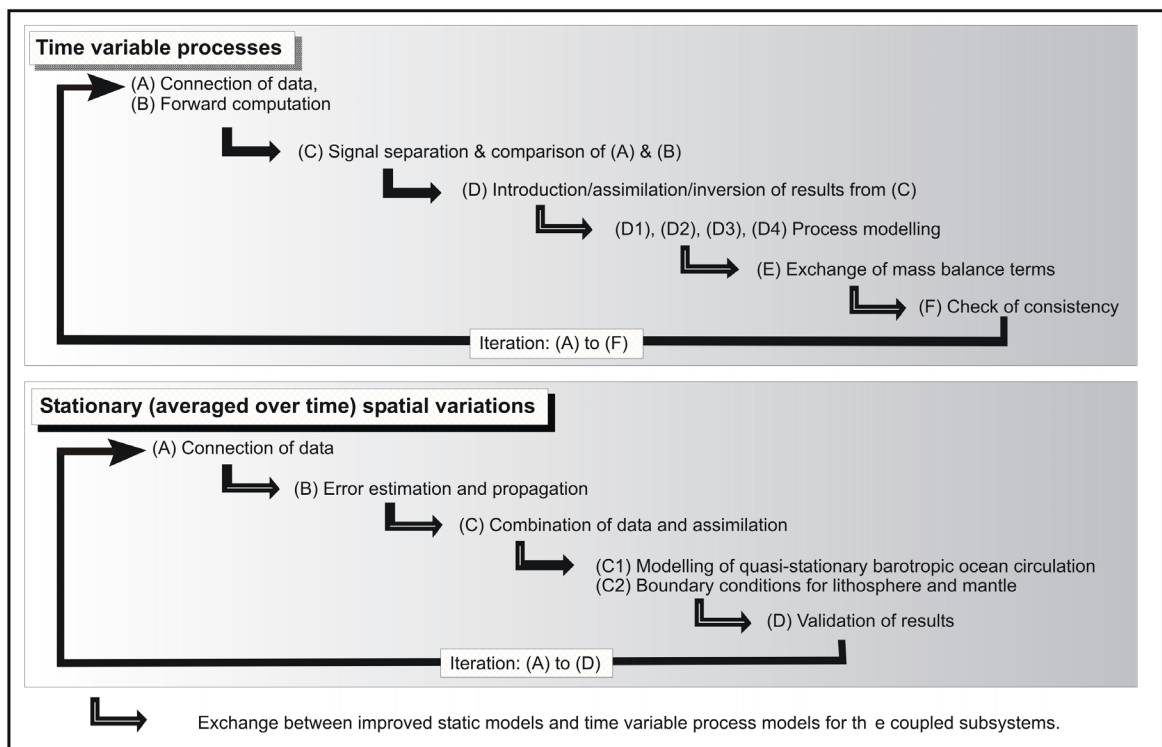 Time variable processes
(A) Connection of data,
(B) Forward computation
(C) Signal separation & comparison of (A) & (B)
(D) Introduction/assimilation/inversion of results from (C)
(D1), (D2), (D3), (D4) Process modelling
(E) Exchange of mass balance terms
(F) Check of consistency
Iteration: (A) to (F)
Stationary (averaged over time) spatial variations
(A) Connection of data
(B) Error estimation and propagation
(C) Combination of data and assimilation
(C1) Modelling of quasi-stationary barotropic ocean circulation
(C2) Boundary conditions for lithosphere and mantle
(D) Validation of results
Iteration: (A) to (D)
Exchange between improved static models and time variable process models for th e coupled subsystems.